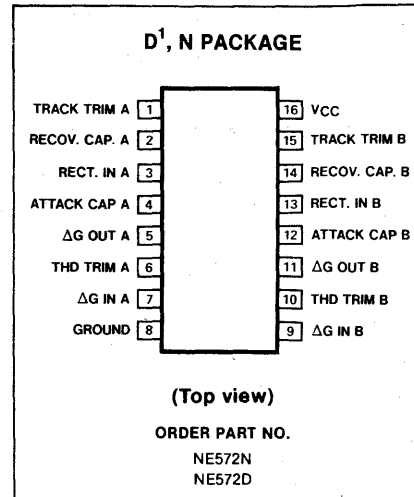 D¹, N PACKAGE
TRACK TRIM A 1
RECOV. CAP. A 2
RECT. IN A 3
ATTACK CAP A 4
ΔG OUT A 5
THD TRIM A 6
ΔG IN A 7
GROUND 8
16 VCC
15 TRACK TRIM B
14 RECOV. CAP. B
13 RECT. IN B
12 ATTACK CAP B
11 ΔG OUT B
10 THD TRIM B
9 ΔG IN B
(Top view)
ORDER PART NO.
NE572N
NE572D